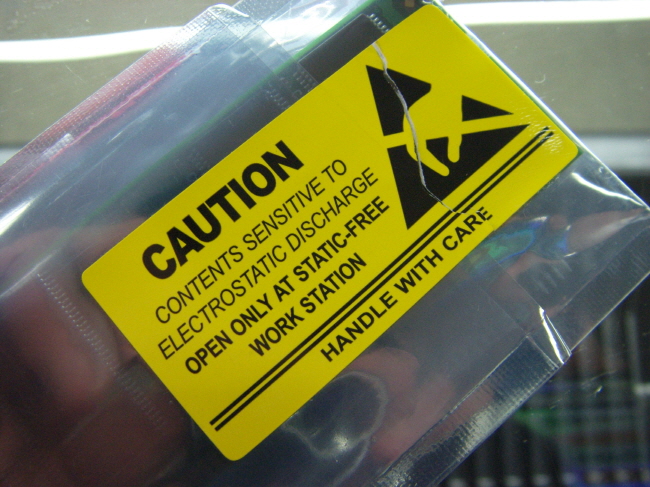 CAUTION
CONTENTS SENSITIVE TO
ELECTROSTATIC DISCHARGE
OPEN ONLY AT STATIC-FREE
WORK STATION
HANDLE WITH CARE